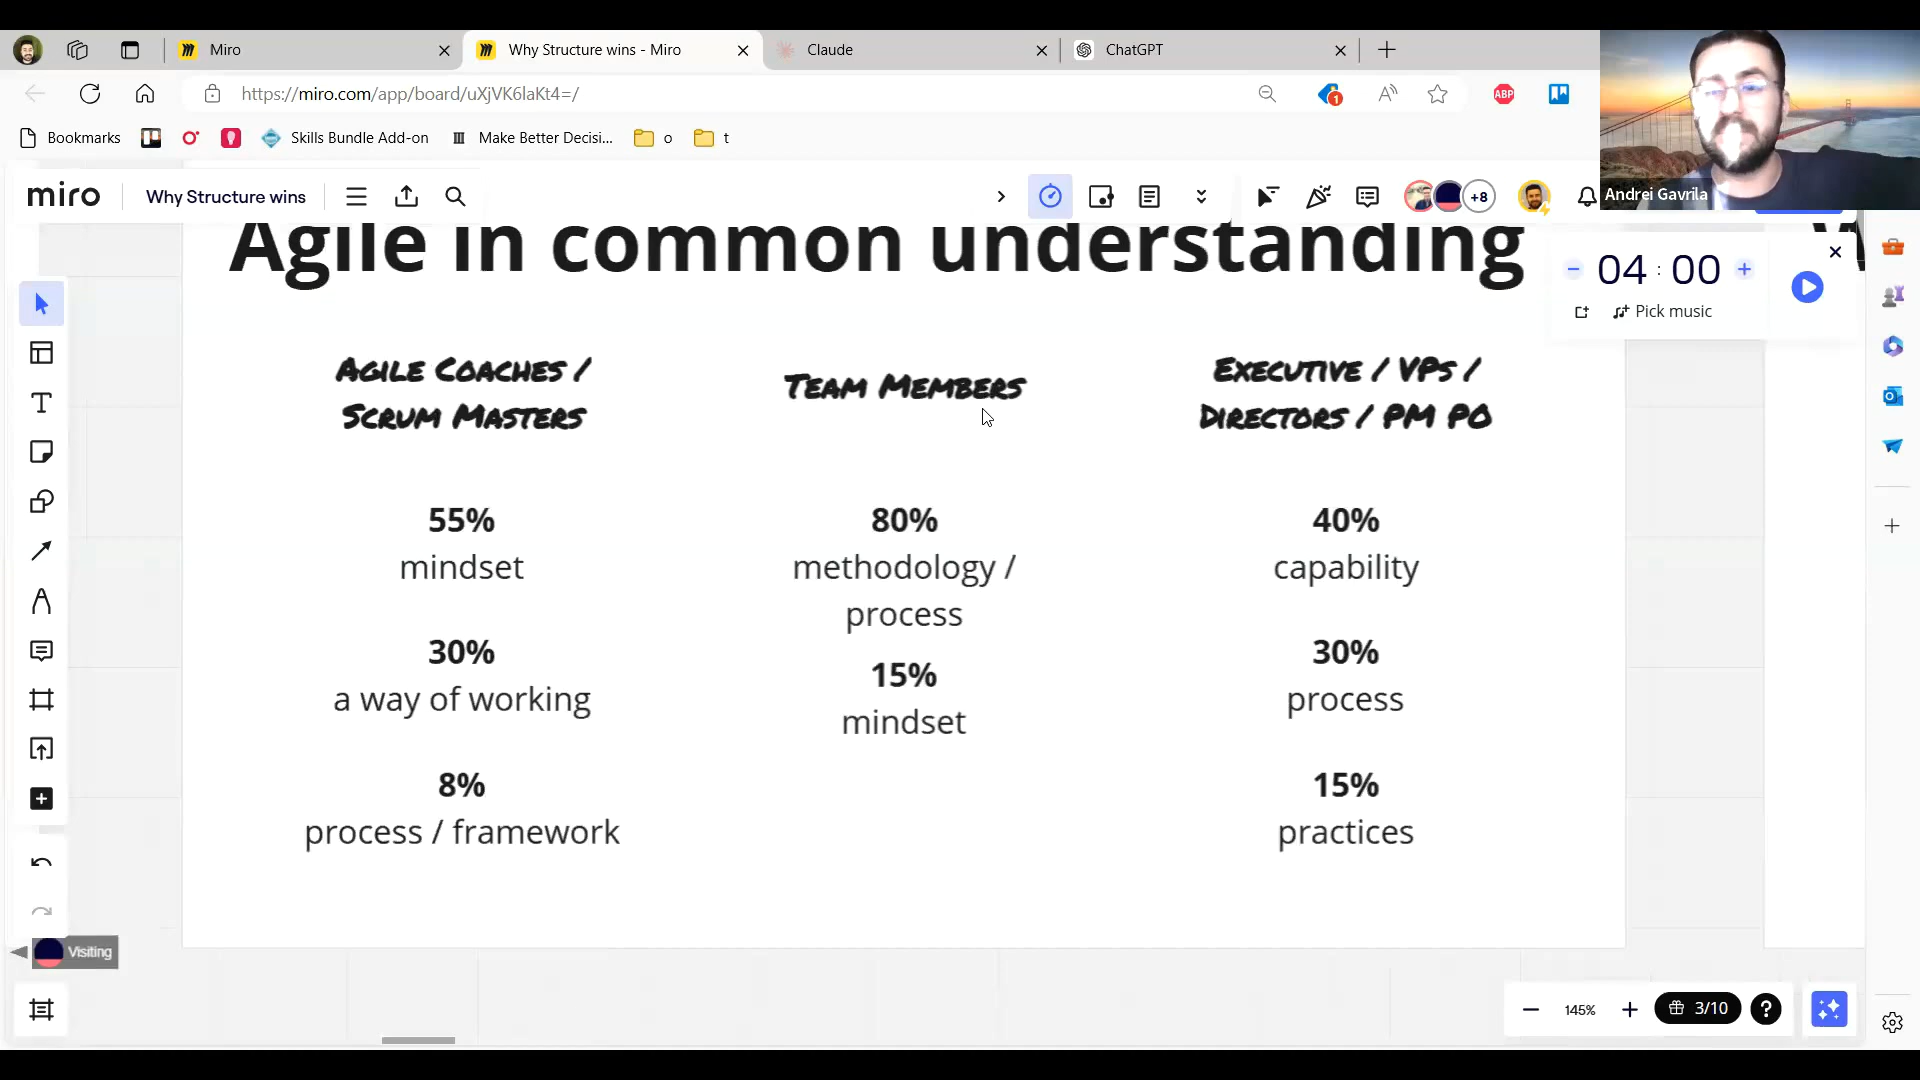 Miro
Why Structure wins - Miro
Claude
ChatGPT
https://miro.com/app/board/uXjVK6laKt4=/
1
ABP
Bookmarks
Skills Bundle Add-on
Make Better Decisi...
o
t
Andrei Gavrila
miro
Why Structure wins
+8
04 : 00
Pick music
Agile in common understanding
Agile Coaches /
Scrum Masters
55%
mindset
30%
a way of working
8%
process / framework
Team Members
80%
methodology /
process
15%
mindset
Executive / VPs /
Directors / PM PO
40%
capability
30%
process
15%
practices
Visiting
145%
3/10
?